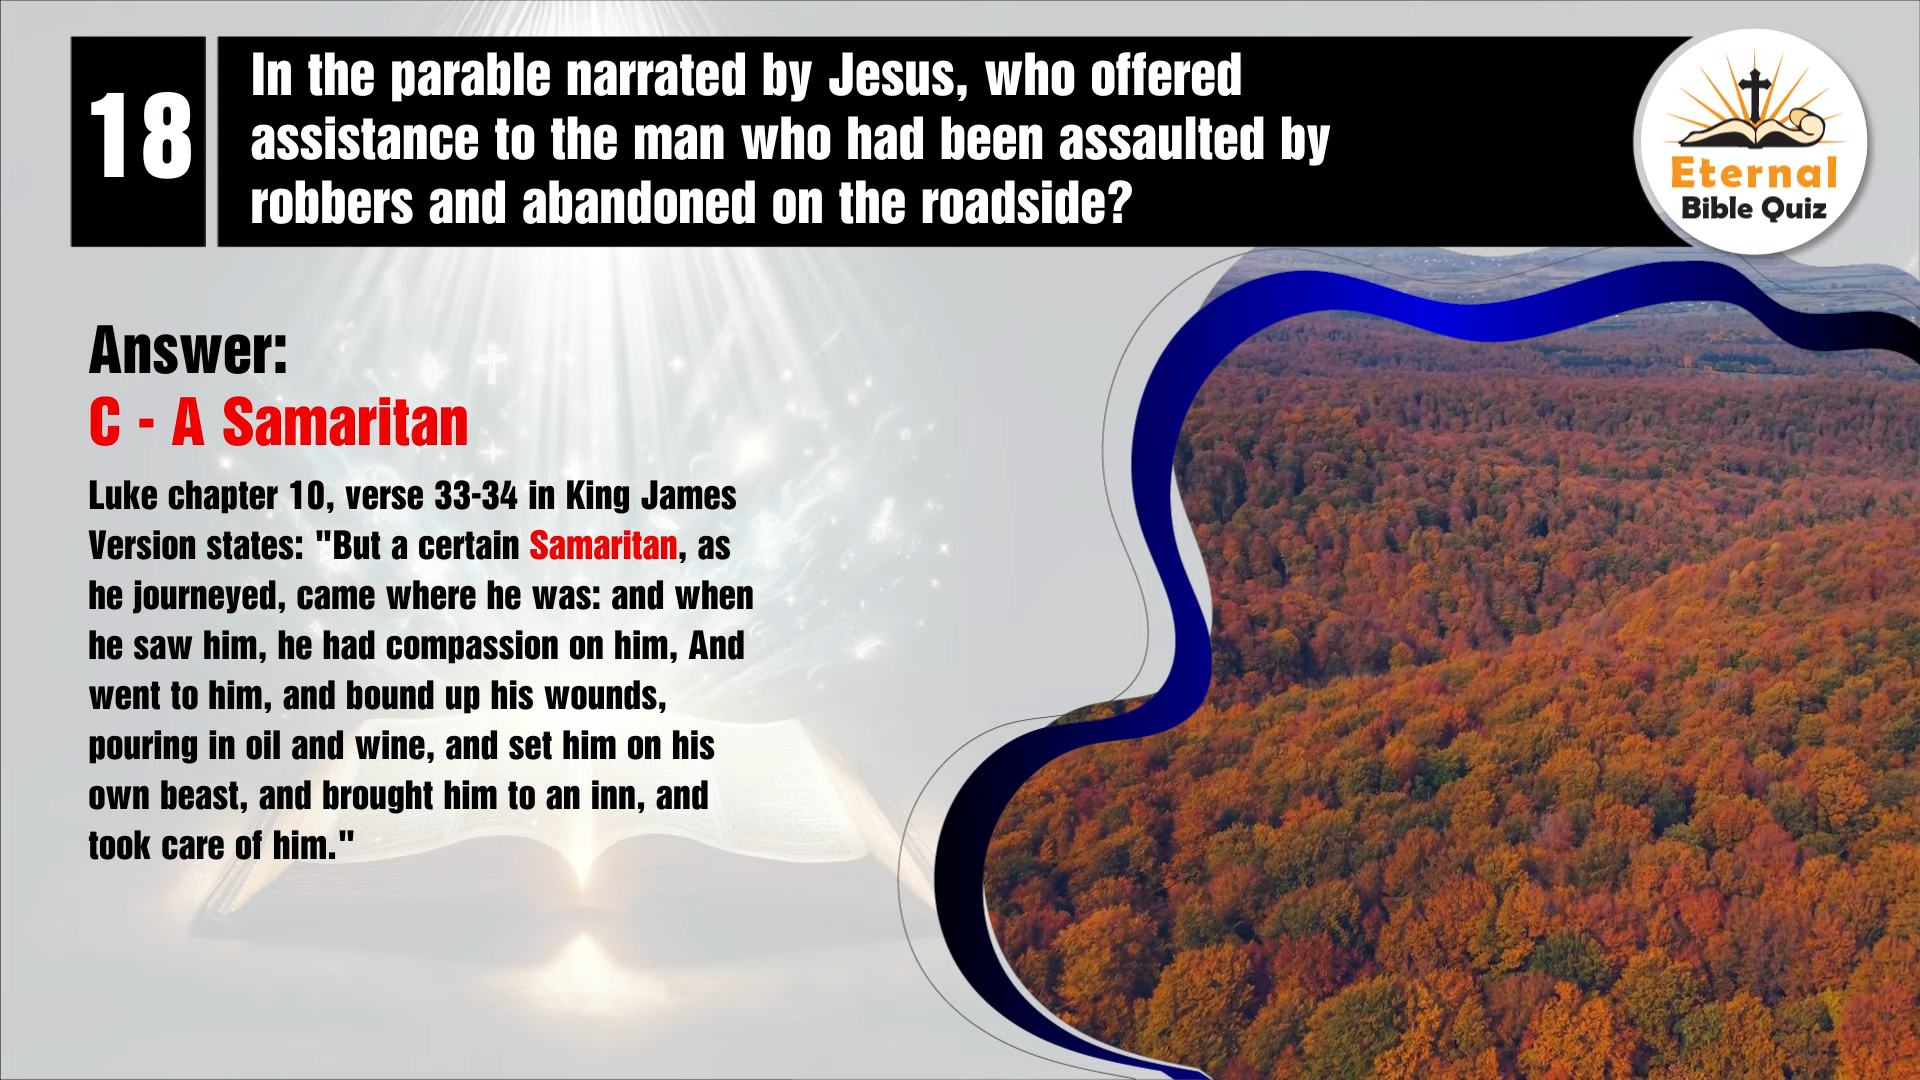 18
In the parable narrated by Jesus, who offered
assistance to the man who had been assaulted by
robbers and abandoned on the roadside?
Eternal
Bible Quiz
Answer:
C - A Samaritan
Luke chapter 10, verse 33-34 in King James
Version states: "But a certain Samaritan, as
he journeyed, came where he was: and when
he saw him, he had compassion on him, And
went to him, and bound up his wounds,
pouring in oil and wine, and set him on his
own beast, and brought him to an inn, and
took care of him."